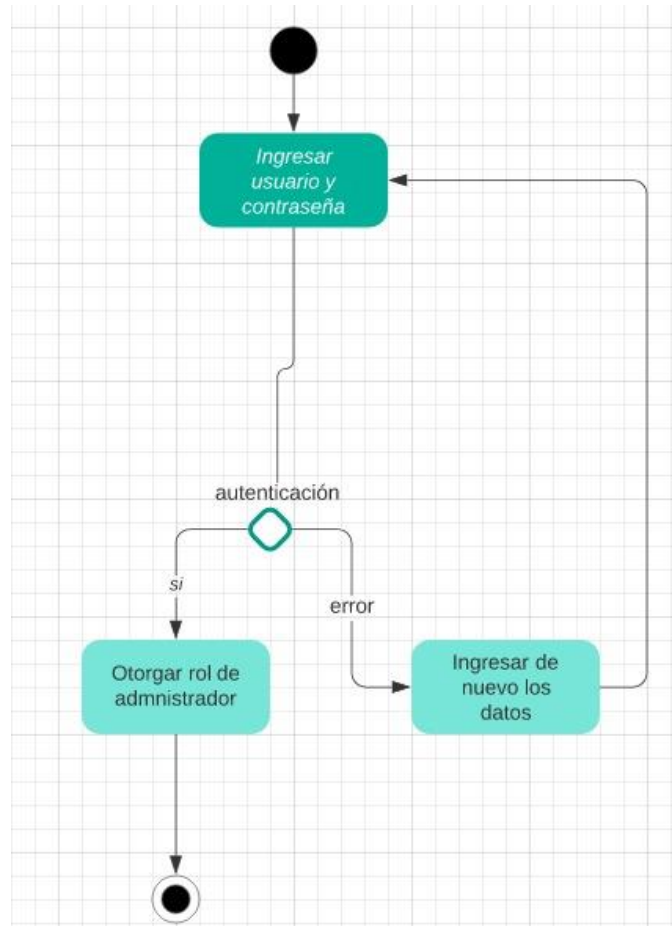 Ingresar
usuario y
contraseña
autenticación
si
error
Otorgar rol de
admnistrador
Ingresar de
nuevo los
datos